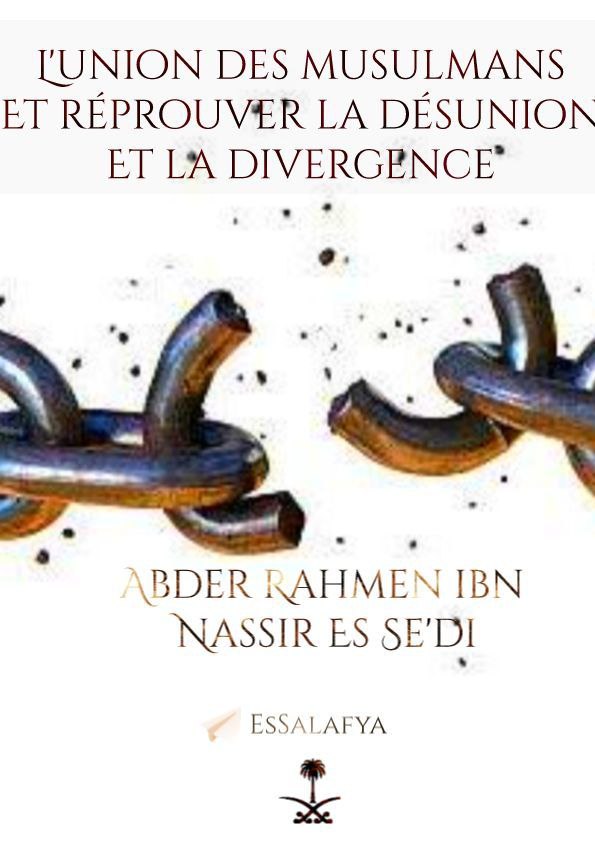 L'UNION DES MUSULMANS
ET RÉPROUVER LA DÉSUNION
ET LA DIVERGENCE
ABDER RAHMEN IBN
NASSIR ES SE'DI
ESSALAFYA